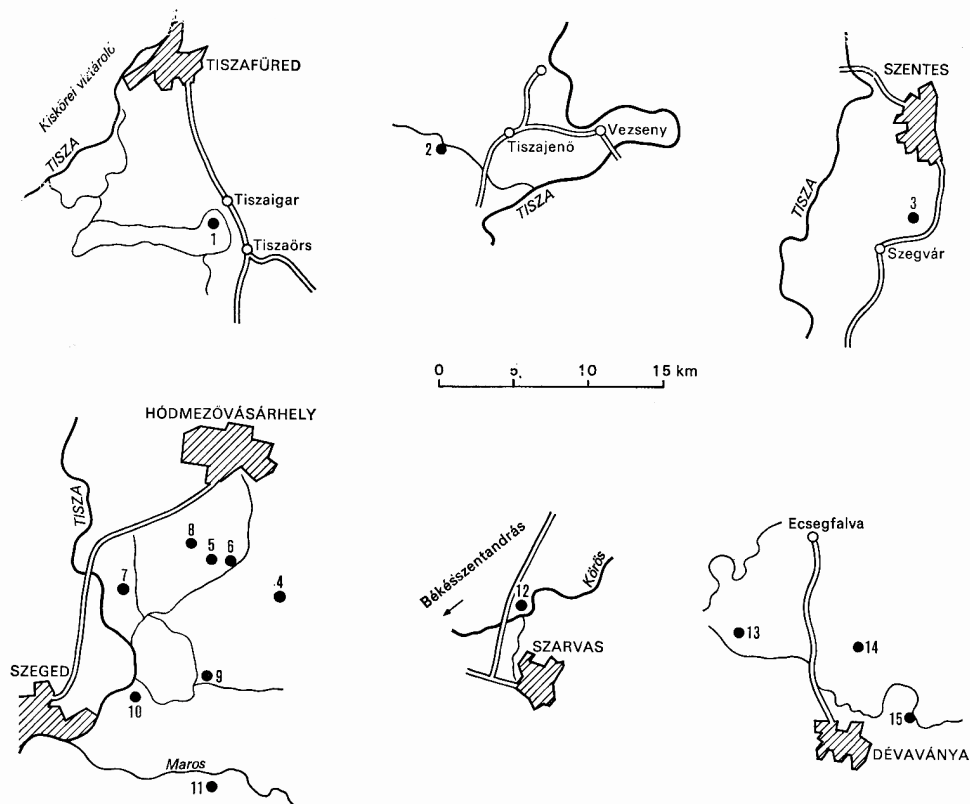 TISZAFÜRED
Kiskörei víztároló
TISZA
Tiszaigar
1
Tiszaörs
2
Tiszajenő
Vezseny
TISZA
SZENTES
TISZA
3
Szegvár
0 5 10 15 km
HÓDMEZŐVÁSÁRHELY
TISZA
8
5
6
7
4
SZEGED
9
10
Maros
11
Békésszentandrás
Körös
12
SZARVAS
Ecsegfalva
13
14
15
DÉVAVÁNYA